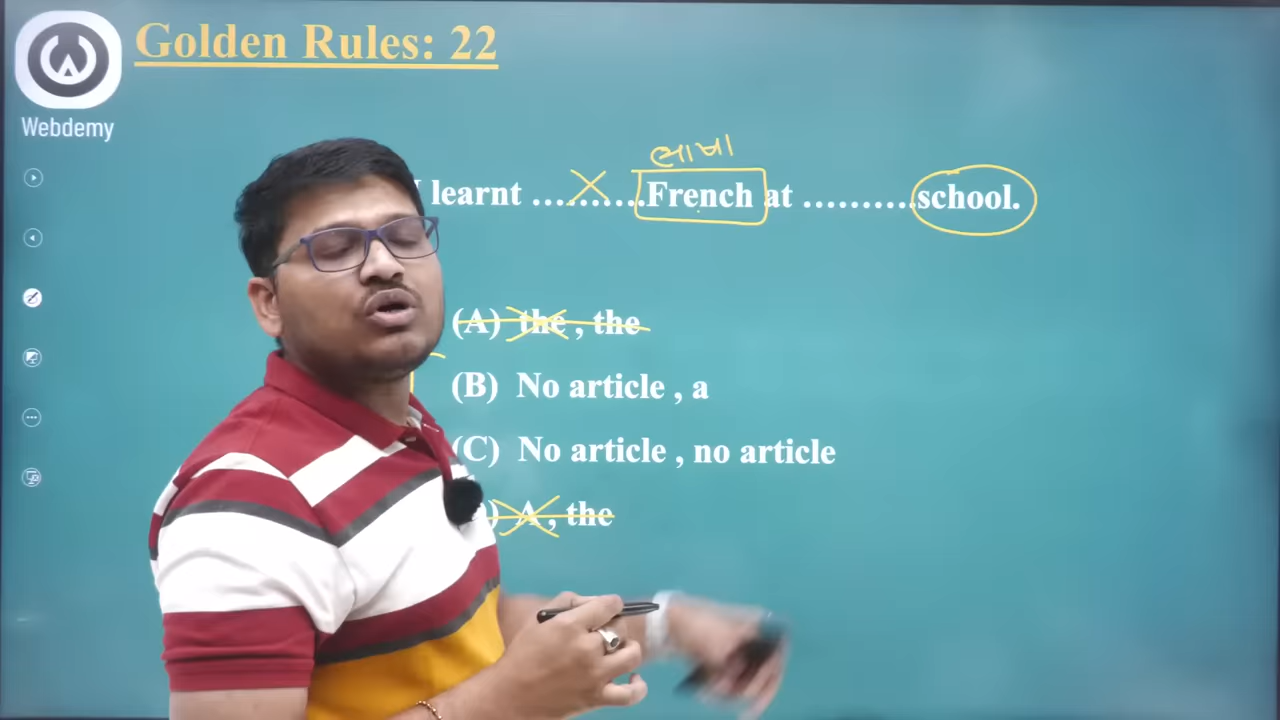 Golden Rules: 22
Webdemy
ભાષા
I learnt ..........French at ..........school.
(A) the , the
(B) No article , a
(C) No article , no article
A , the